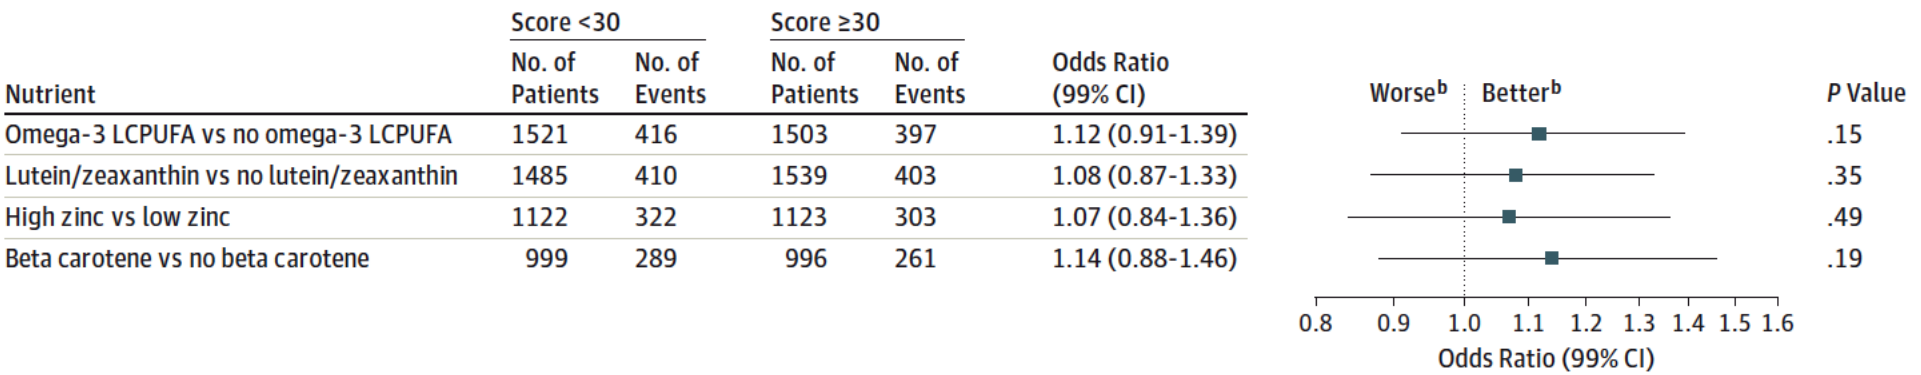 Score <30 Score ≥30
No. of No. of No. of No. of Odds Ratio
Nutrient Patients Events Patients Events (99% CI) Worseb Betterb P Value
Omega-3 LCPUFA vs no omega-3 LCPUFA 1521 416 1503 397 1.12 (0.91-1.39) .15
Lutein/zeaxanthin vs no lutein/zeaxanthin 1485 410 1539 403 1.08 (0.87-1.33) .35
High zinc vs low zinc 1122 322 1123 303 1.07 (0.84-1.36) .49
Beta carotene vs no beta carotene 999 289 996 261 1.14 (0.88-1.46) .19
0.8 0.9 1.0 1.1 1.2 1.3 1.4 1.5 1.6
Odds Ratio (99% CI)